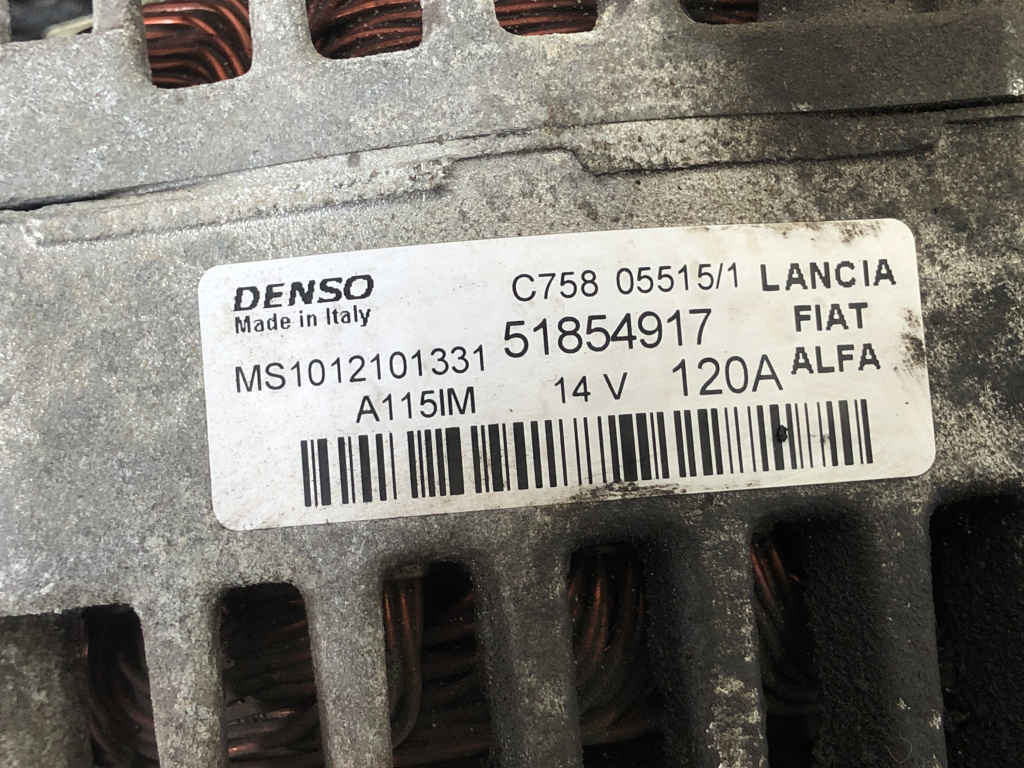 DENSO
Made in Italy
C758 05515/1
LANCIA
FIAT
ALFA
MS1012101331
51854917
A115IM
14 V
120A